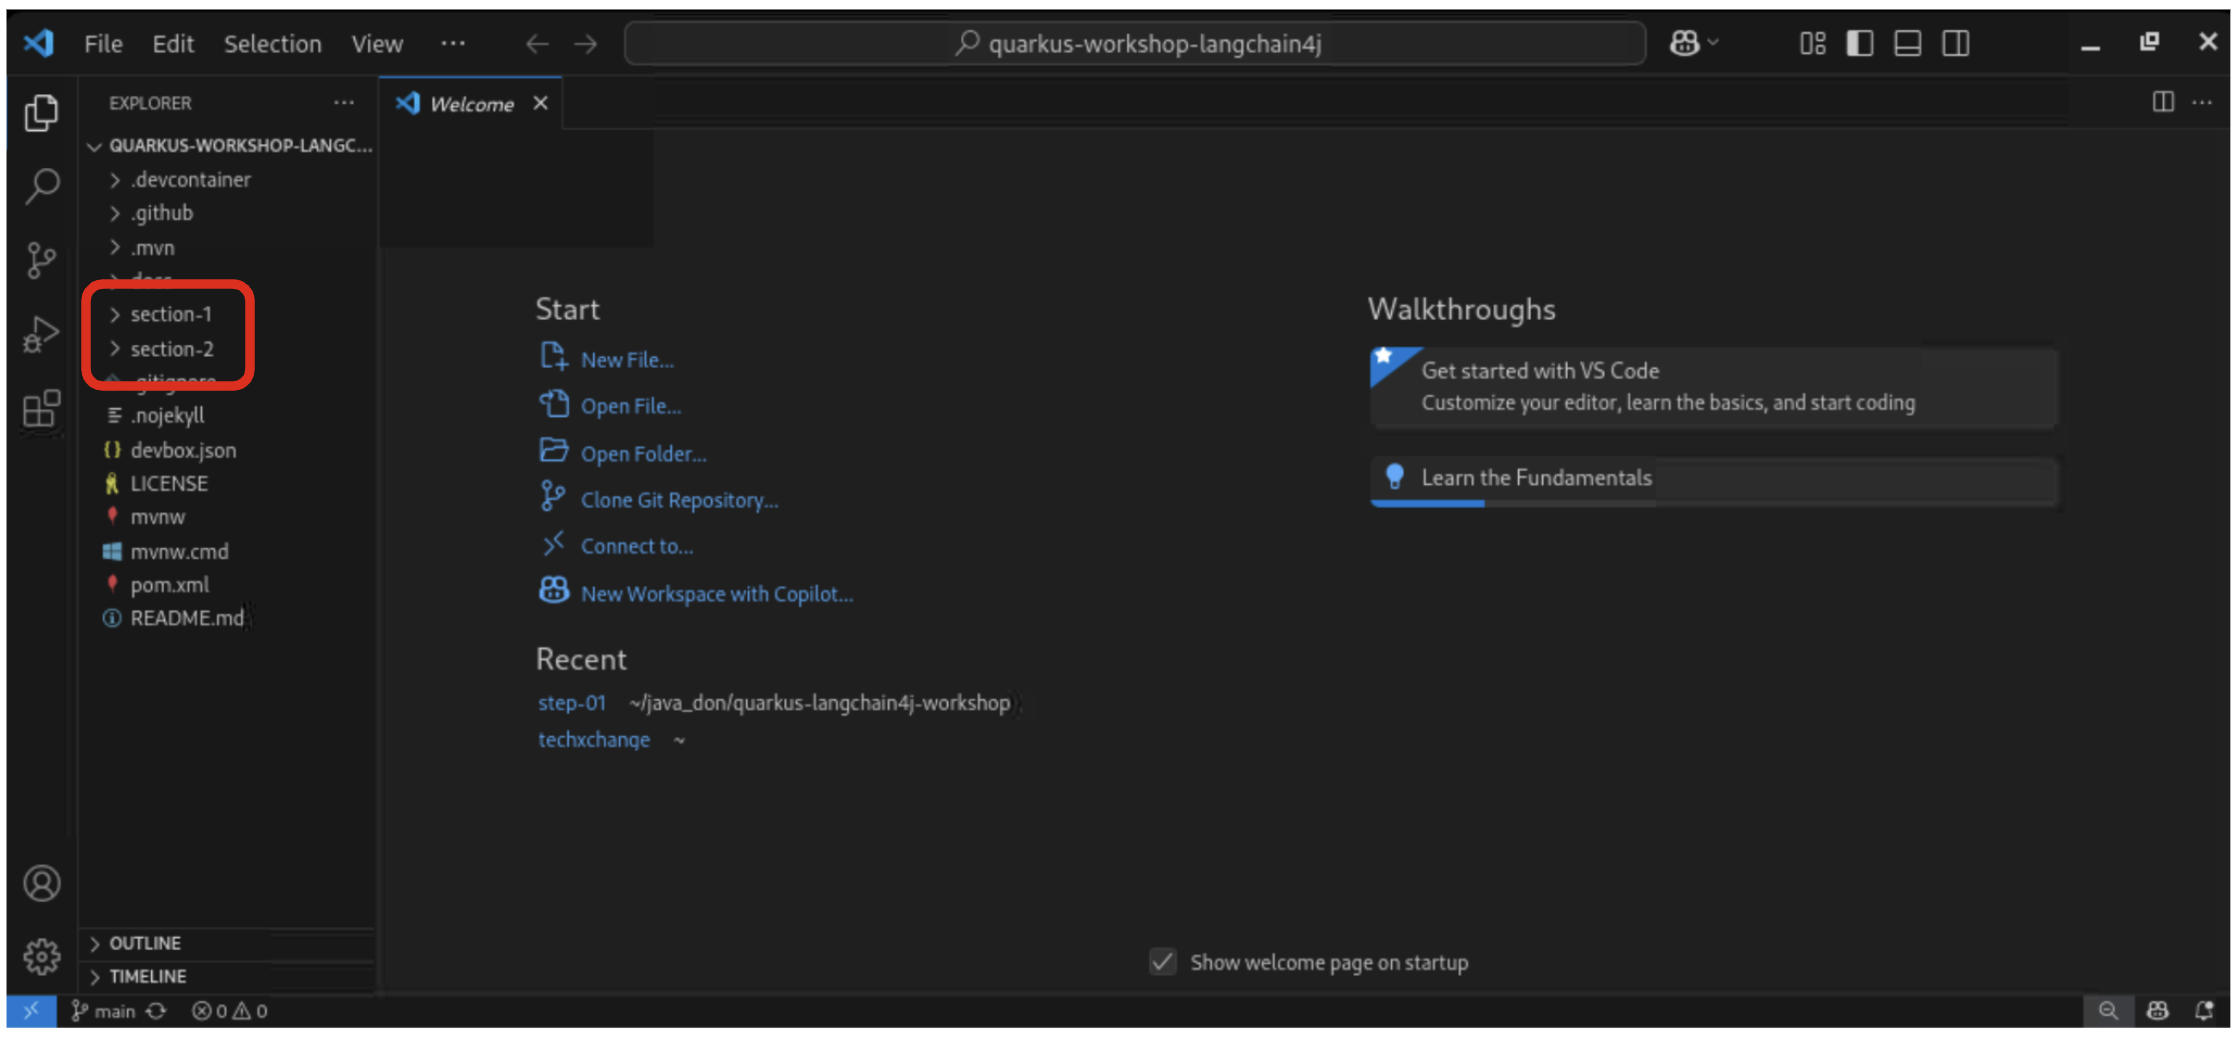 File Edit Selection View ··· quarkus-workshop-langchain4j
EXPLORER ···
Welcome
QUARKUS-WORKSHOP-LANGC...
.devcontainer
.github
.mvn
docs
section-1
section-2
.gitignore
.nojekyll
devbox.json
LICENSE
mvnw
mvnw.cmd
pom.xml
README.md
OUTLINE
TIMELINE
Start
New File...
Open File...
Open Folder...
Clone Git Repository...
Connect to...
New Workspace with Copilot...
Recent
step-01 ~/java_don/quarkus-langchain4j-workshop
techxchange ~
Walkthroughs
Get started with VS Code
Customize your editor, learn the basics, and start coding
Learn the Fundamentals
Show welcome page on startup
main 0 0